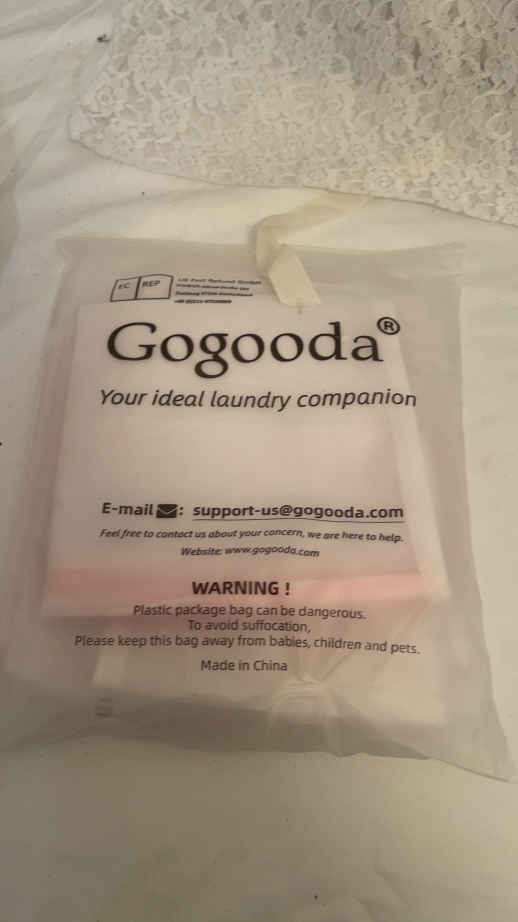 EC REP
Gogooda®
Your ideal laundry companion
E-mail : support-us@gogooda.com
Feel free to contact us about your concern, we are here to help.
Website: www.gogooda.com
WARNING !
Plastic package bag can be dangerous.
To avoid suffocation,
Please keep this bag away from babies, children and pets.
Made in China